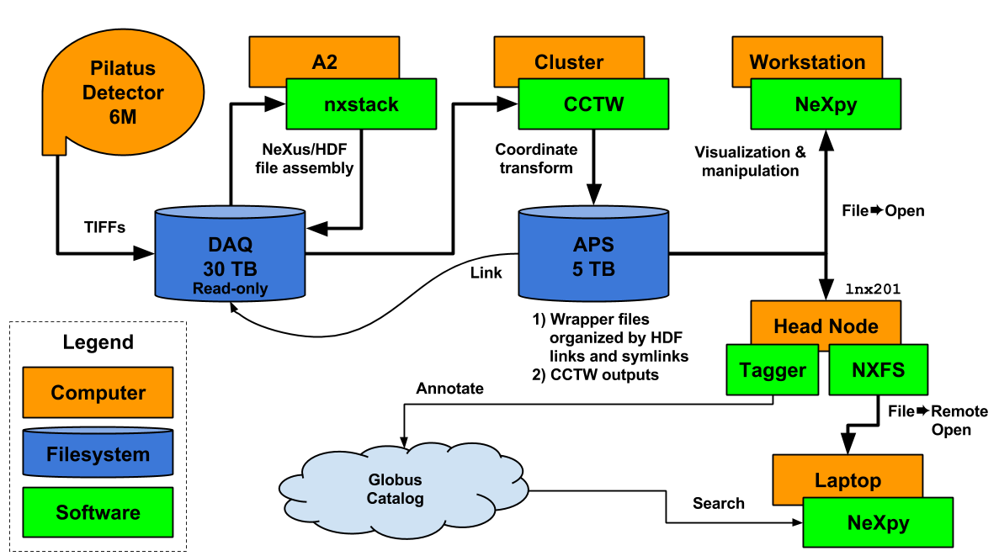 Pilatus
Detector
6M
A2
nxstack
Cluster
CCTW
Workstation
NeXpy
NeXus/HDF
file assembly
Coordinate
transform
Visualization &
manipulation
TIFFs
File➨Open
DAQ
30 TB
Read-only
Link
APS
5 TB
lnx201
1) Wrapper files
organized by HDF
links and symlinks
2) CCTW outputs
Head Node
Tagger
NXFS
Legend
Computer
Filesystem
Software
Annotate
File➨Remote
Open
Globus
Catalog
Search
Laptop
NeXpy